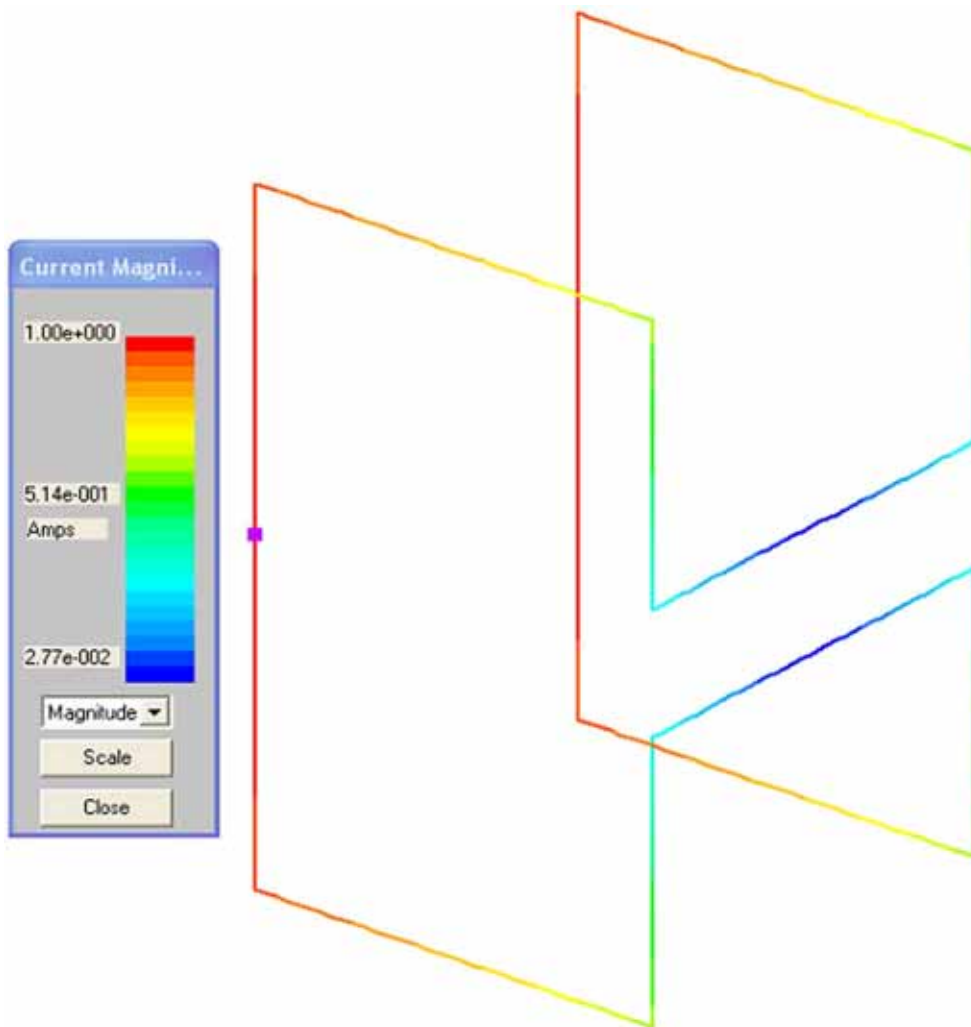 Current Magni...
1.00e+000
5.14e-001
Amps
2.77e-002
Magnitude
Scale
Close